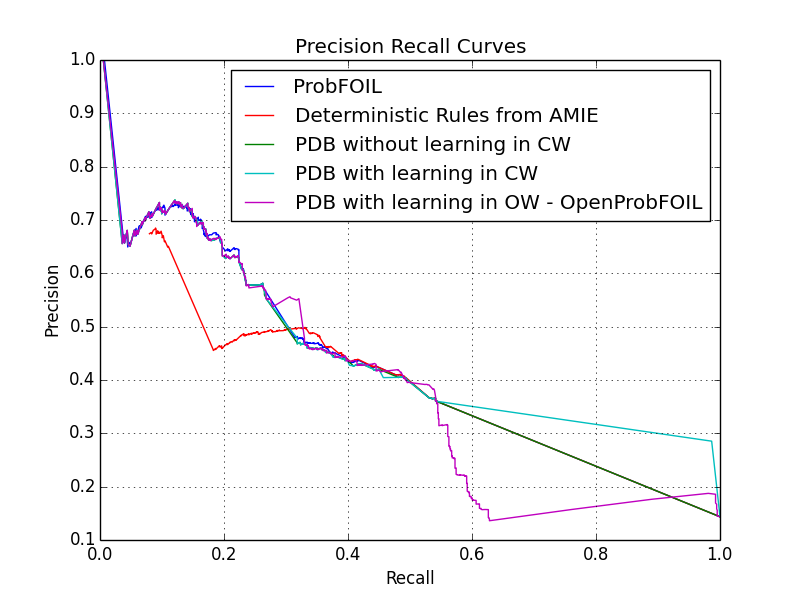 Precision Recall Curves
1.0
0.9
0.8
0.7
0.6
0.5
0.4
0.3
0.2
0.1
Precision
ProbFOIL
Deterministic Rules from AMIE
PDB without learning in CW
PDB with learning in CW
PDB with learning in OW - OpenProbFOIL
0.0 0.2 0.4 0.6 0.8 1.0
Recall